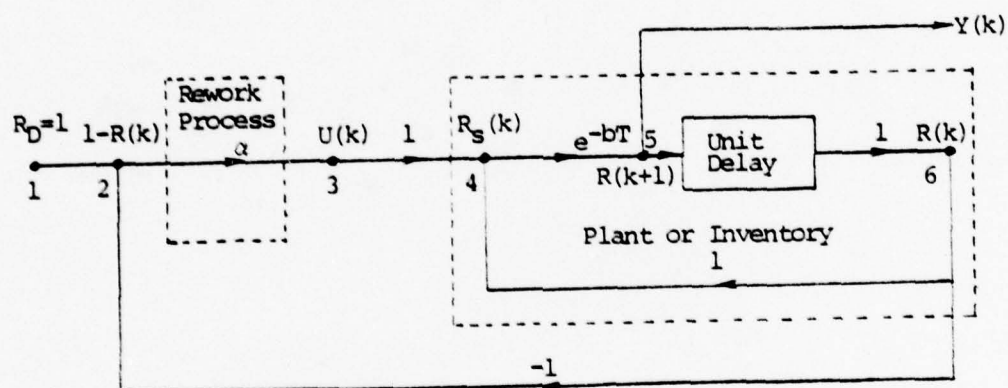 Y(k)
Rework
Process
R_D=1
1-R(k)
α
U(k)
1
R_s(k)
e^-bT
5
Unit
Delay
1
R(k)
1
2
3
4
R(k+1)
6
Plant or Inventory
1
-1